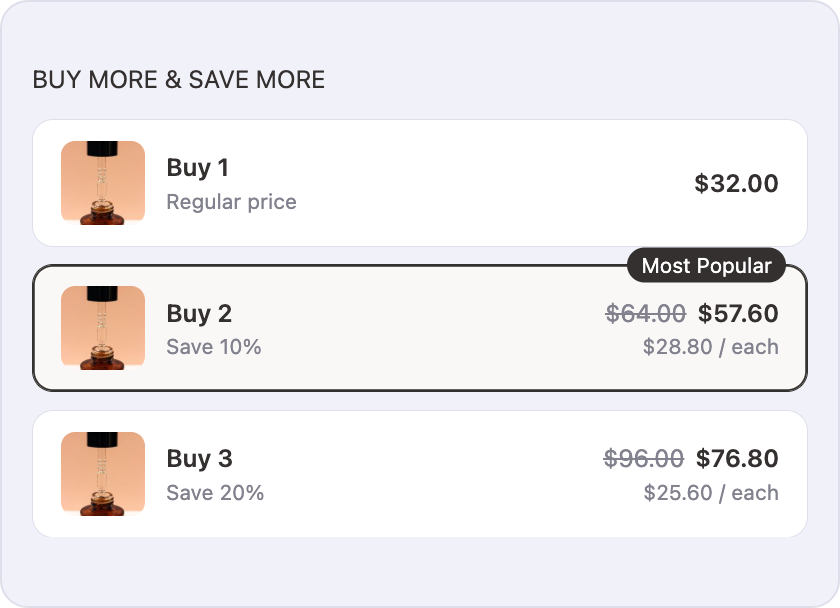 BUY MORE & SAVE MORE
Buy 1
Regular price
$32.00
Most Popular
Buy 2
Save 10%
$64.00 $57.60
$28.80 / each
Buy 3
Save 20%
$96.00 $76.80
$25.60 / each